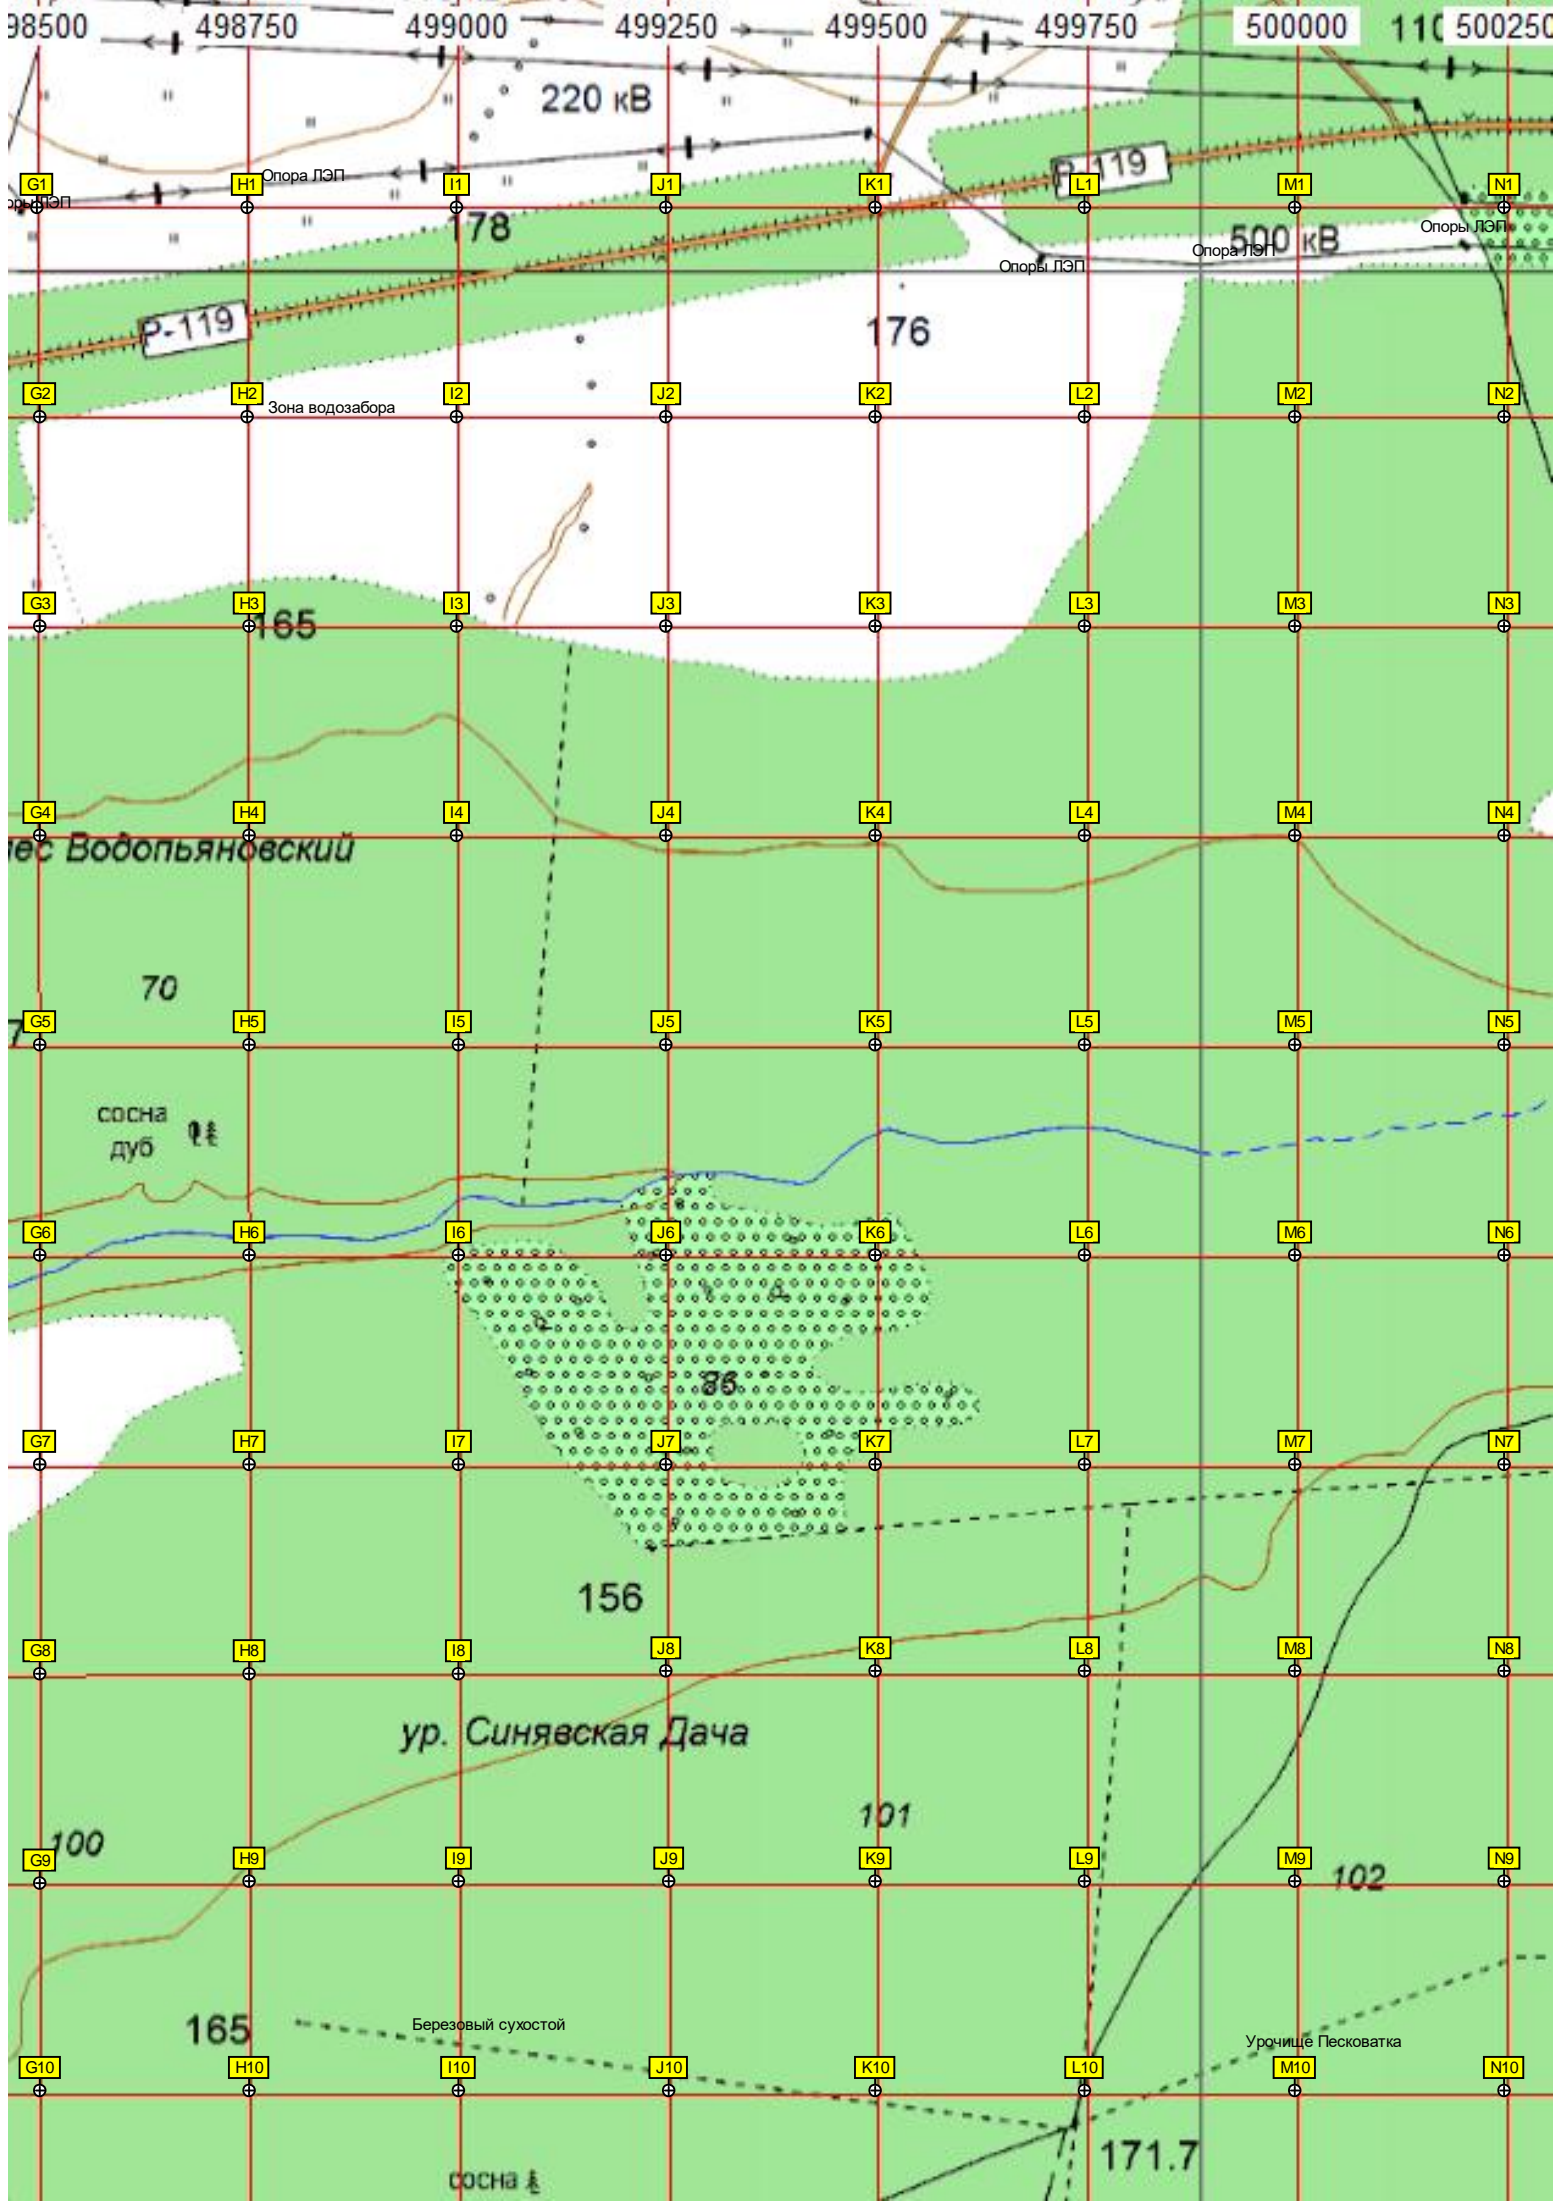 98500 498750 499000 499250 499500 499750 500000 110 500250
220 кВ
Р-119
G1 H1 Опора ЛЭП I1 J1 K1 L1 M1 N1
оры ЛЭП
178
500 кВ
Опоры ЛЭП
Опора ЛЭП
Опоры ЛЭП
Р-119
176
G2 H2 I2 J2 K2 L2 M2 N2
Зона водозабора
G3 H3 I3 J3 K3 L3 M3 N3
165
G4 H4 I4 J4 K4 L4 M4 N4
лес Водопьяновский
70
7
G5 H5 I5 J5 K5 L5 M5 N5
сосна
дуб
G6 H6 I6 J6 K6 L6 M6 N6
86
G7 H7 I7 J7 K7 L7 M7 N7
156
G8 H8 I8 J8 K8 L8 M8 N8
ур. Синявская Дача
101
100
G9 H9 I9 J9 K9 L9 M9 N9
102
165
Березовый сухостой
Урочище Песковатка
G10 H10 I10 J10 K10 L10 M10 N10
171.7
сосна